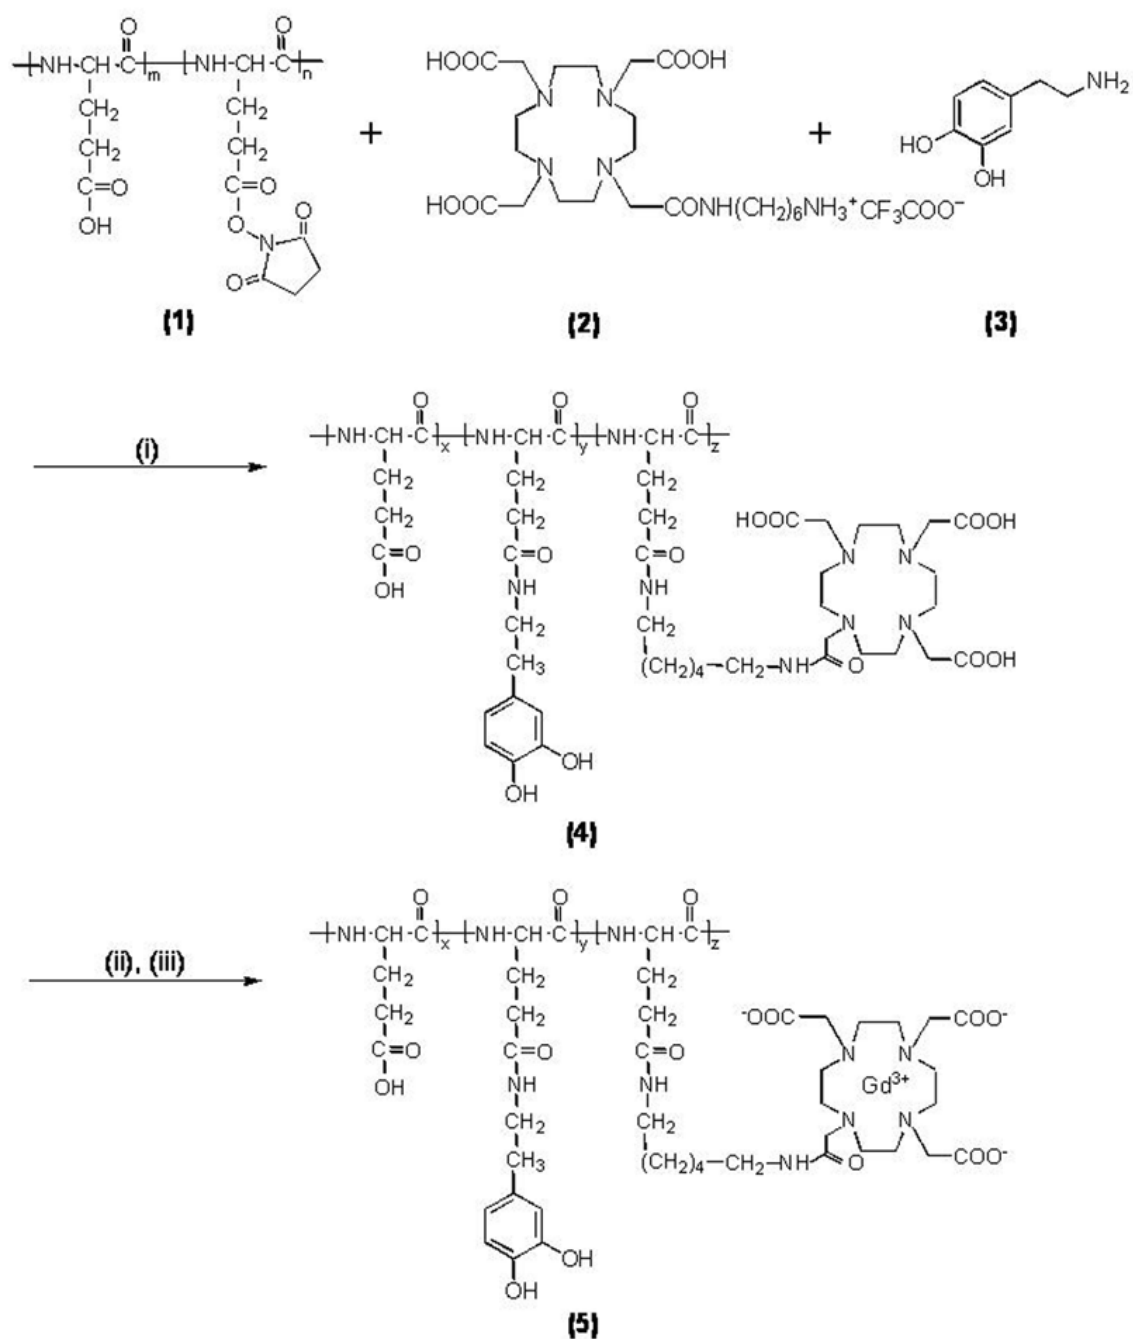 O O
NH-CH-C m NH-CH-C n
CH2 CH2
CH2 CH2
C=O C=O
OH O
N O
O
(1)
+
HOOC COOH
N N
N N
HOOC CONH(CH2)6NH3+ CF3COO-
(2)
+
NH2
HO
OH
(3)
(i)
O O O
NH-CH-C x NH-CH-C y NH-CH-C z
CH2 CH2 CH2
CH2 CH2 CH2
C=O C=O C=O
OH NH NH
CH2 CH2
CH3 (CH2)4-CH2-NH O
OH
OH
HOOC COOH
N N
N N
COOH
(4)
(ii), (iii)
O O O
NH-CH-C x NH-CH-C y NH-CH-C z
CH2 CH2 CH2
CH2 CH2 CH2
C=O C=O C=O
OH NH NH
CH2 CH2
CH3 (CH2)4-CH2-NH O
OH
OH
-OOC COO-
N N
Gd3+
N N
COO-
(5)